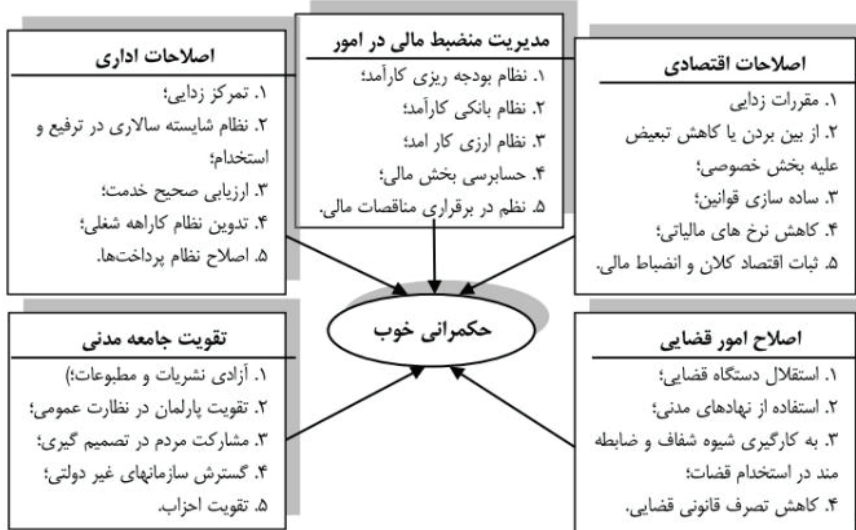 اصلاحات اقتصادی
۱. مقررات زدایی
۲. از بین بردن یا کاهش تبعیض
علیه بخش خصوصی؛
۳. ساده سازی قوانین؛
۴. کاهش نرخ های مالیاتی؛
۵. ثبات اقتصاد کلان و انضباط مالی.
مدیریت منضبط مالی در امور
۱. نظام بودجه ریزی کارآمد؛
۲. نظام بانکی کارآمد؛
۳. نظام ارزی کار امد؛
۴. حسابرسی بخش مالی؛
۵. نظم در برقراری مناقصات مالی.
اصلاحات اداری
۱. تمرکز زدایی؛
۲. نظام شایسته سالاری در ترفیع و
استخدام؛
۳. ارزیابی صحیح خدمت؛
۴. تدوین نظام کاراهه شغلی؛
۵. اصلاح نظام پرداخت‌ها.
حکمرانی خوب
اصلاح امور قضایی
۱. استقلال دستگاه قضایی؛
۲. استفاده از نهادهای مدنی؛
۳. به کارگیری شیوه شفاف و ضابطه
مند در استخدام قضات؛
۴. کاهش تصرف قانونی قضایی.
تقویت جامعه مدنی
۱. آزادی نشریات و مطبوعات؛)
۲. تقویت پارلمان در نظارت عمومی؛
۳. مشارکت مردم در تصمیم گیری؛
۴. گسترش سازمانهای غیر دولتی؛
۵. تقویت احزاب.